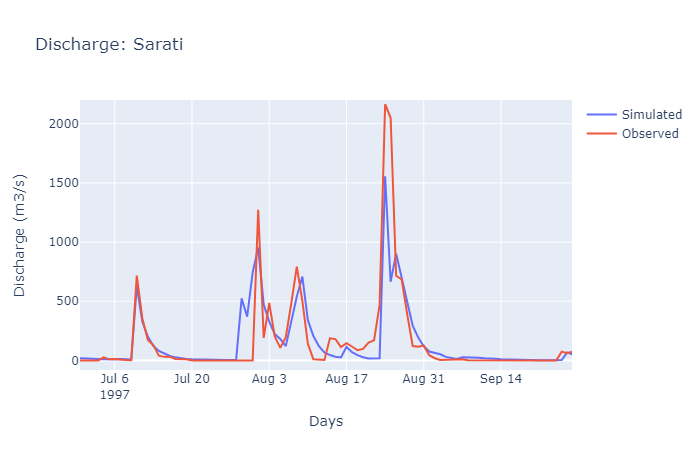 Discharge: Sarati
Simulated
Observed
2000
1500
1000
500
0
Discharge (m3/s)
Jul 6
1997
Jul 20
Aug 3
Aug 17
Aug 31
Sep 14
Days